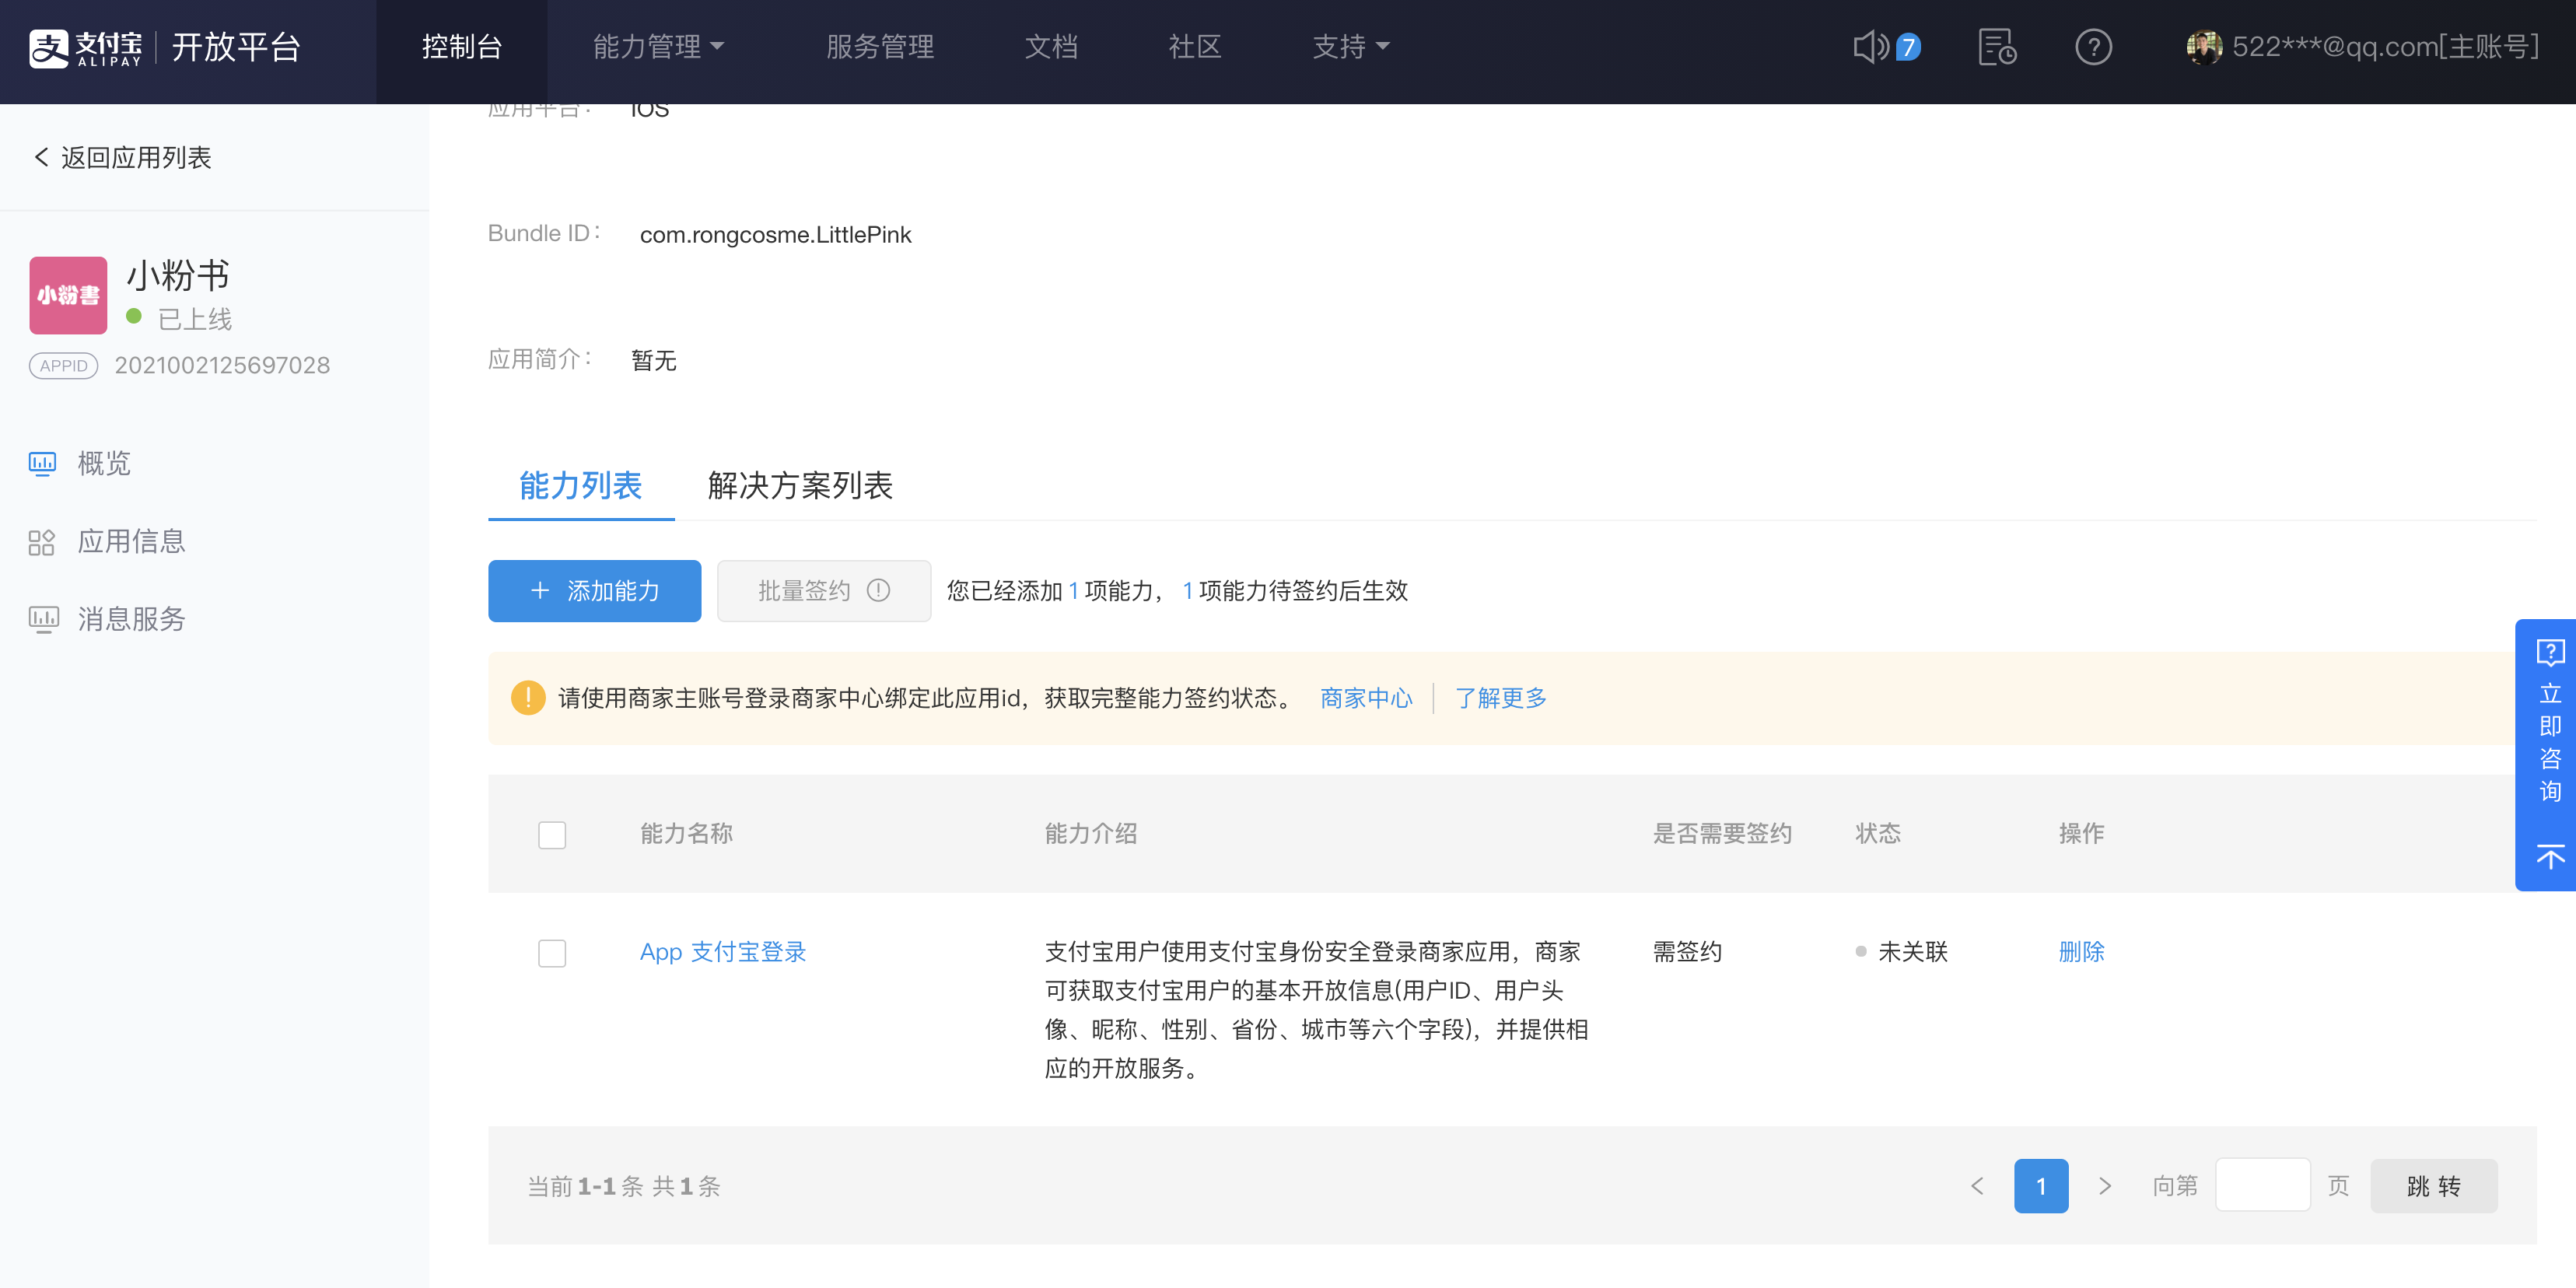 支付宝 ALIPAY 开放平台 控制台 能力管理 服务管理 文档 社区 支持 7 522***@qq.com[主账号]
返回应用列表
小粉書
小粉书
已上线
APPID 2021002125697028
概览
应用信息
消息服务
应用平台： iOS
Bundle ID： com.rongcosme.LittlePink
应用简介： 暂无
能力列表 解决方案列表
+ 添加能力 批量签约 您已经添加 1 项能力， 1 项能力待签约后生效
请使用商家主账号登录商家中心绑定此应用id，获取完整能力签约状态。 商家中心 了解更多
能力名称 能力介绍 是否需要签约 状态 操作
App 支付宝登录 支付宝用户使用支付宝身份安全登录商家应用，商家 需签约 未关联 删除
可获取支付宝用户的基本开放信息(用户ID、用户头
像、昵称、性别、省份、城市等六个字段)，并提供相
应的开放服务。
当前 1-1 条 共 1 条 1 向第 页 跳 转
立
即
咨
询